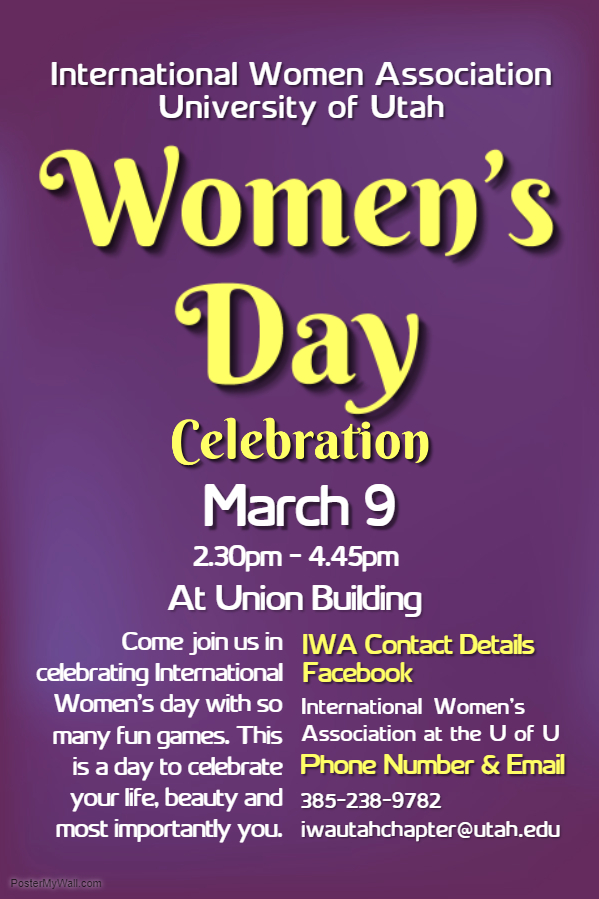 International Women Association
University of Utah
Women's
Day
Celebration
March 9
2.30pm - 4.45pm
At Union Building
Come join us in
celebrating International
Women's day with so
many fun games. This
is a day to celebrate
your life, beauty and
most importantly you.
IWA Contact Details
Facebook
International Women's
Association at the U of U
Phone Number & Email
385-238-9782
iwautahchapter@utah.edu
PosterMyWall.com